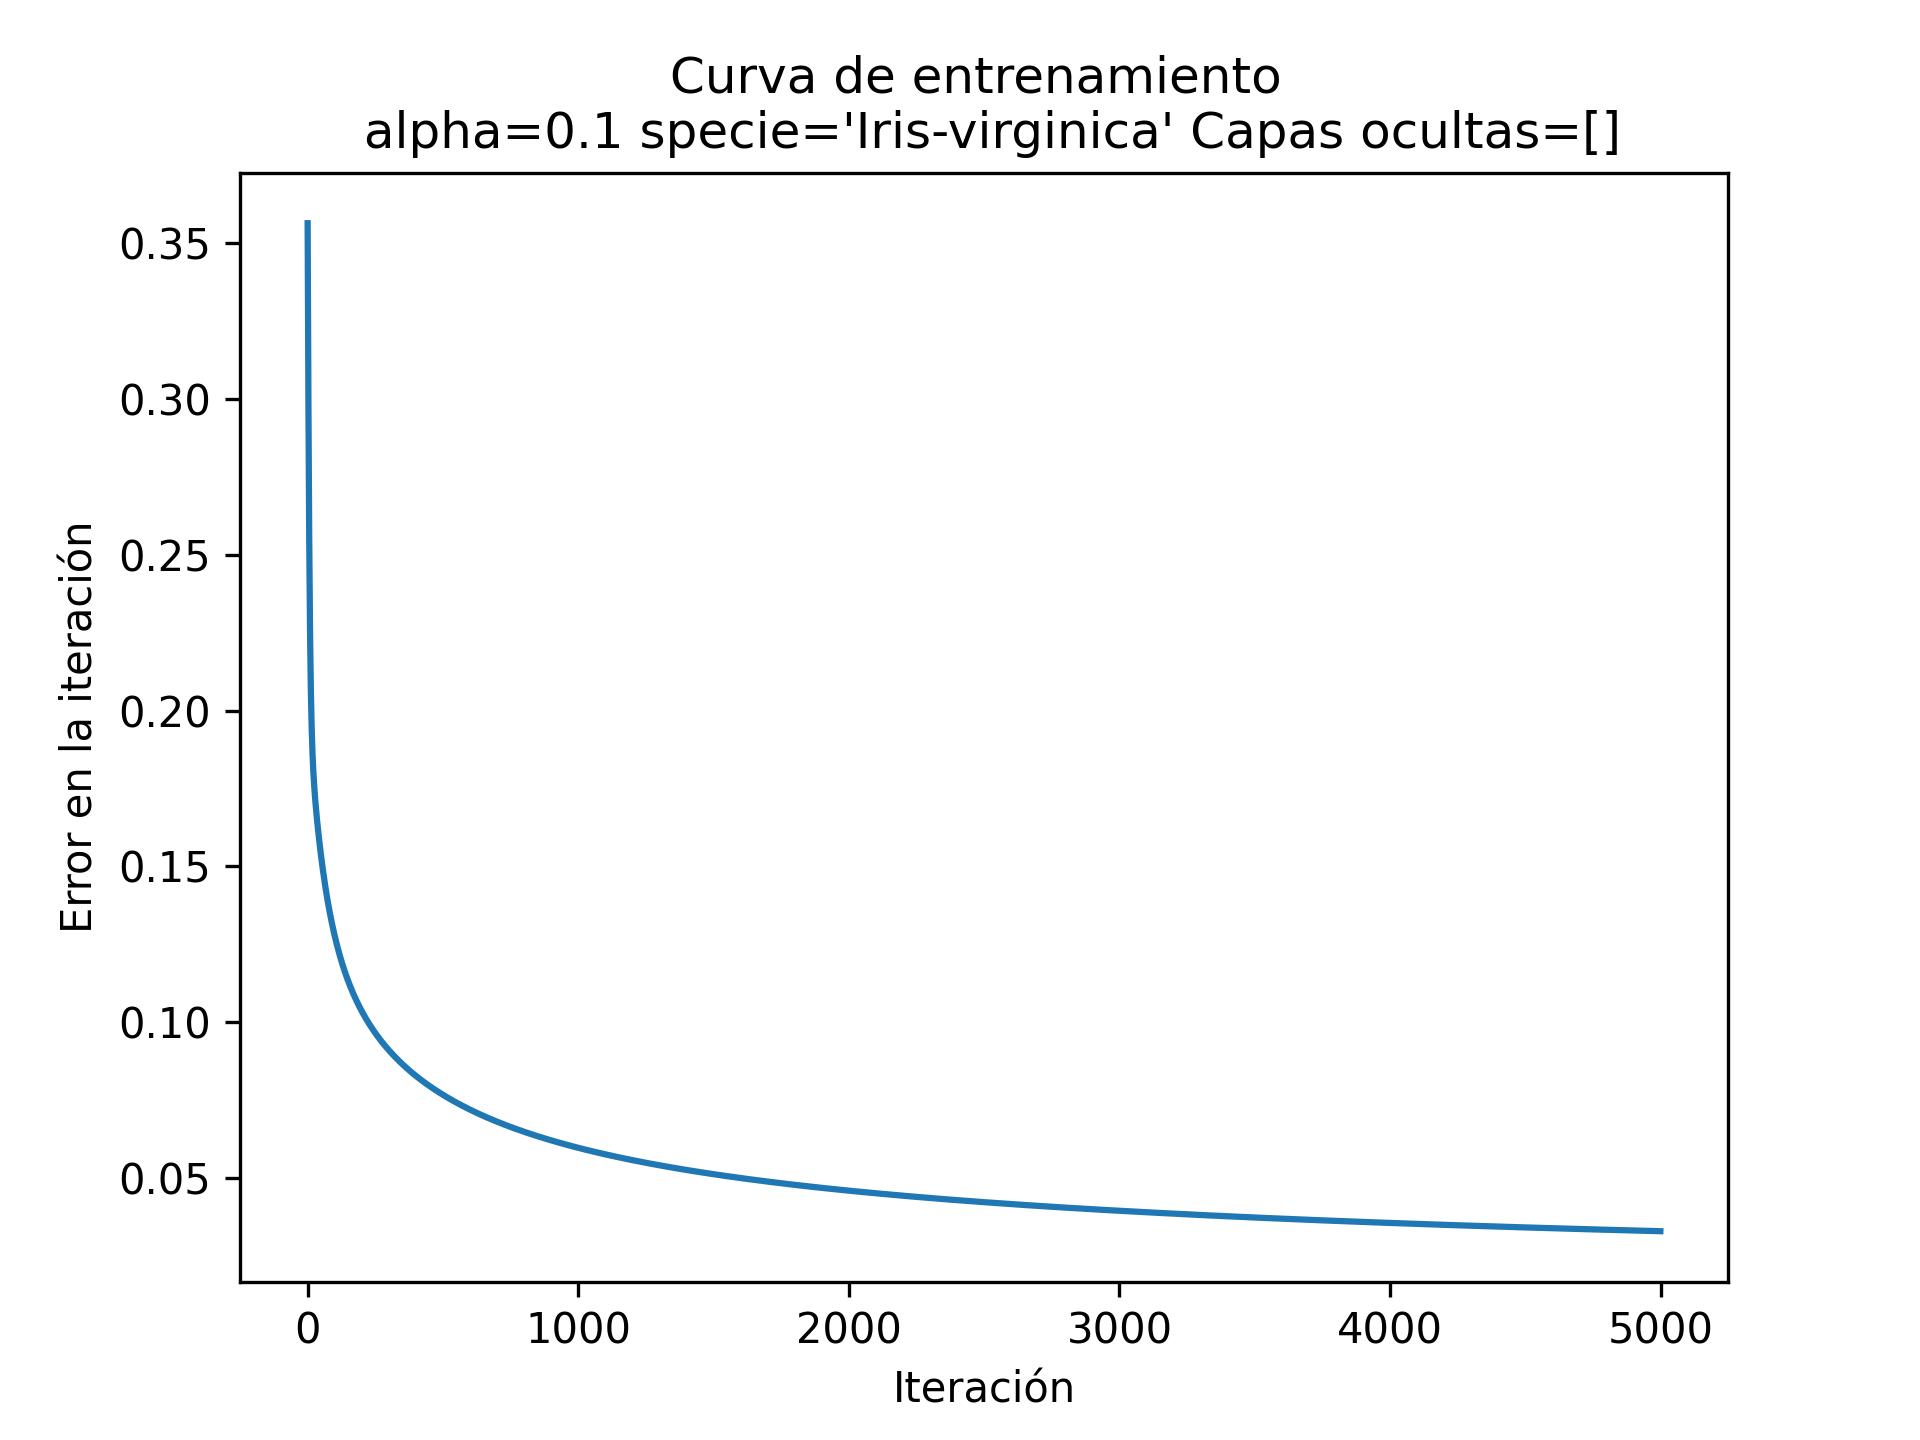 Curva de entrenamiento
alpha=0.1 specie='Iris-virginica' Capas ocultas=[]
Error en la iteración
0.35
0.30
0.25
0.20
0.15
0.10
0.05
0 1000 2000 3000 4000 5000
Iteración